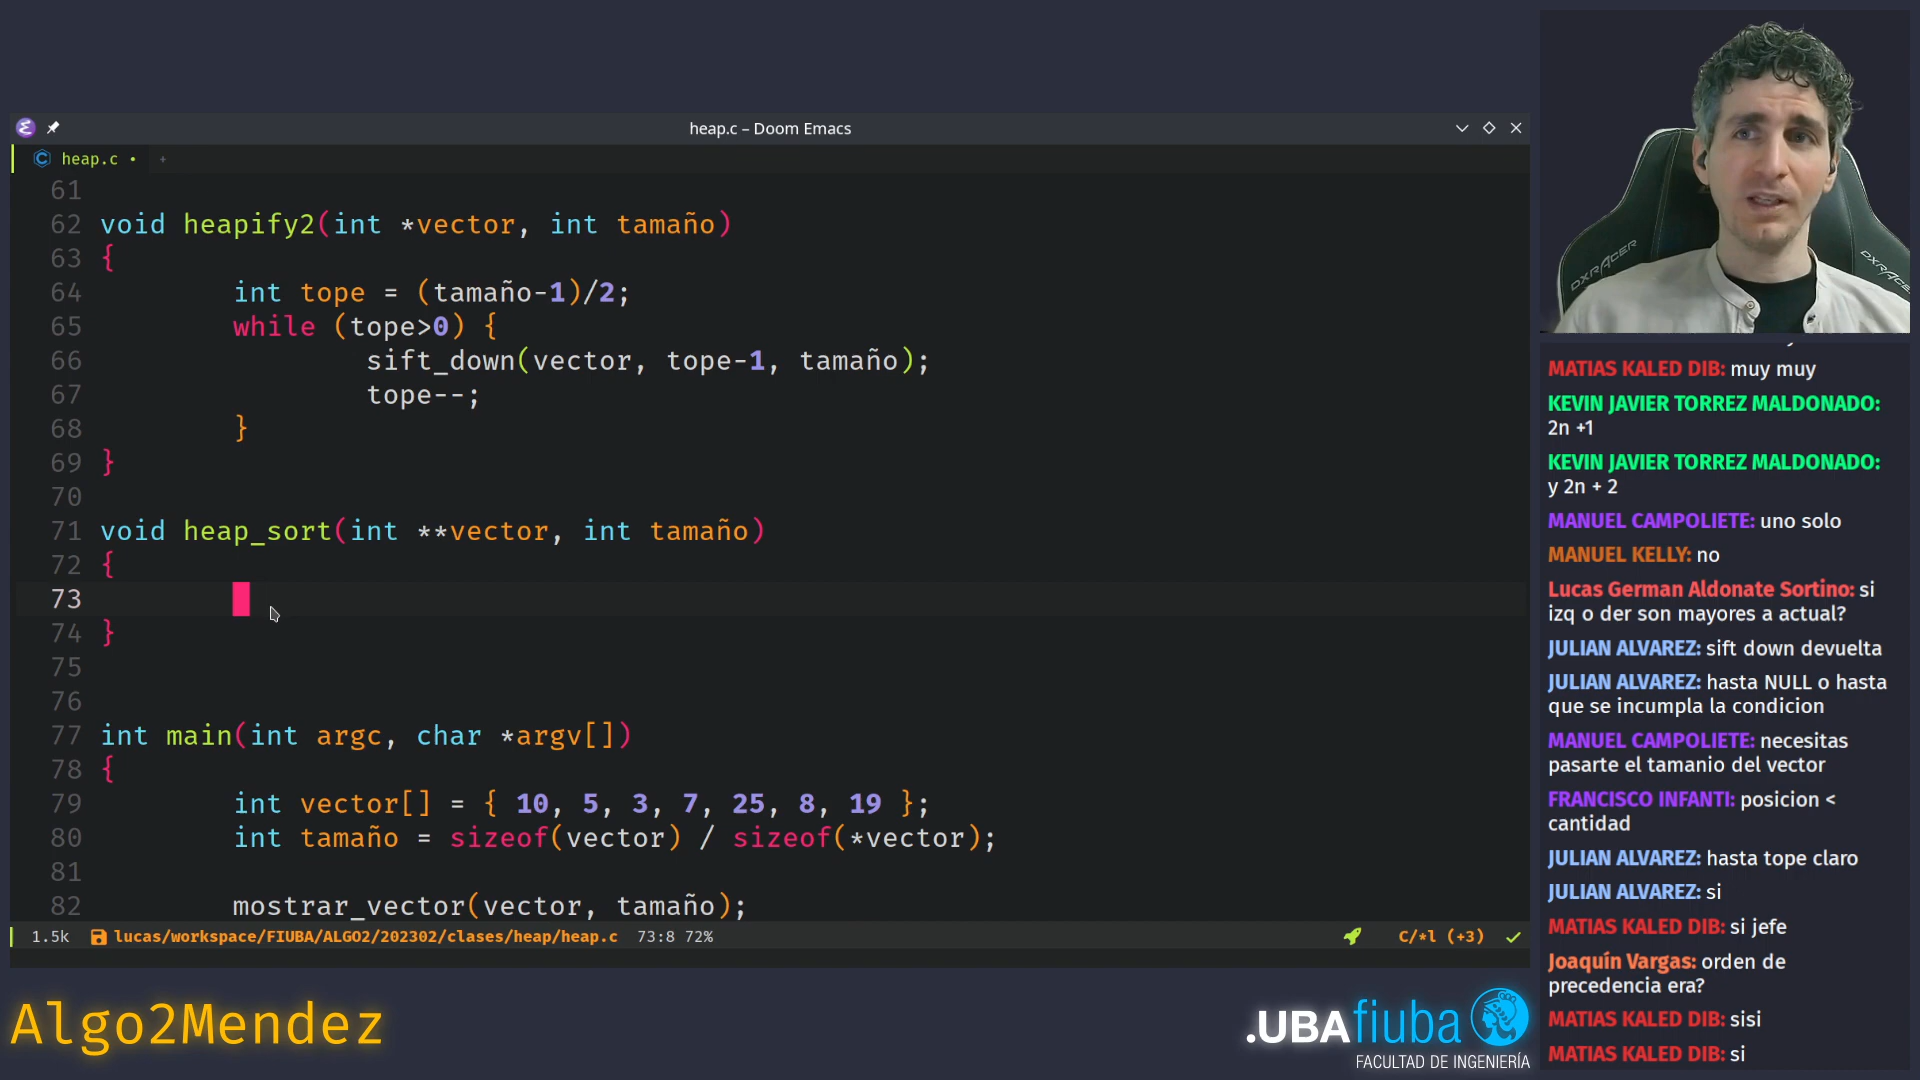 heap.c – Doom Emacs
heap.c • +
61
62 void heapify2(int *vector, int tamaño)
63 {
64 int tope = (tamaño-1)/2;
65 while (tope>0) {
66 sift_down(vector, tope-1, tamaño);
67 tope--;
68 }
69 }
70
71 void heap_sort(int **vector, int tamaño)
72 {
73
74 }
75
76
77 int main(int argc, char *argv[])
78 {
79 int vector[] = { 10, 5, 3, 7, 25, 8, 19 };
80 int tamaño = sizeof(vector) / sizeof(*vector);
81
82 mostrar_vector(vector, tamaño);
1.5k lucas/workspace/FIUBA/ALGO2/202302/clases/heap/heap.c 73:8 72% C/*l (+3)
Algo2Mendez
.UBAfiuba
FACULTAD DE INGENIERÍA
DXRACER
DXRACER
MATIAS KALED DIB: muy muy
KEVIN JAVIER TORREZ MALDONADO:
2n +1
KEVIN JAVIER TORREZ MALDONADO:
y 2n + 2
MANUEL CAMPOLIETE: uno solo
MANUEL KELLY: no
Lucas German Aldonate Sortino: si
izq o der son mayores a actual?
JULIAN ALVAREZ: sift down devuelta
JULIAN ALVAREZ: hasta NULL o hasta
que se incumpla la condicion
MANUEL CAMPOLIETE: necesitas
pasarte el tamanio del vector
FRANCISCO INFANTI: posicion <
cantidad
JULIAN ALVAREZ: hasta tope claro
JULIAN ALVAREZ: si
MATIAS KALED DIB: si jefe
Joaquín Vargas: orden de
precedencia era?
MATIAS KALED DIB: sisi
MATIAS KALED DIB: si